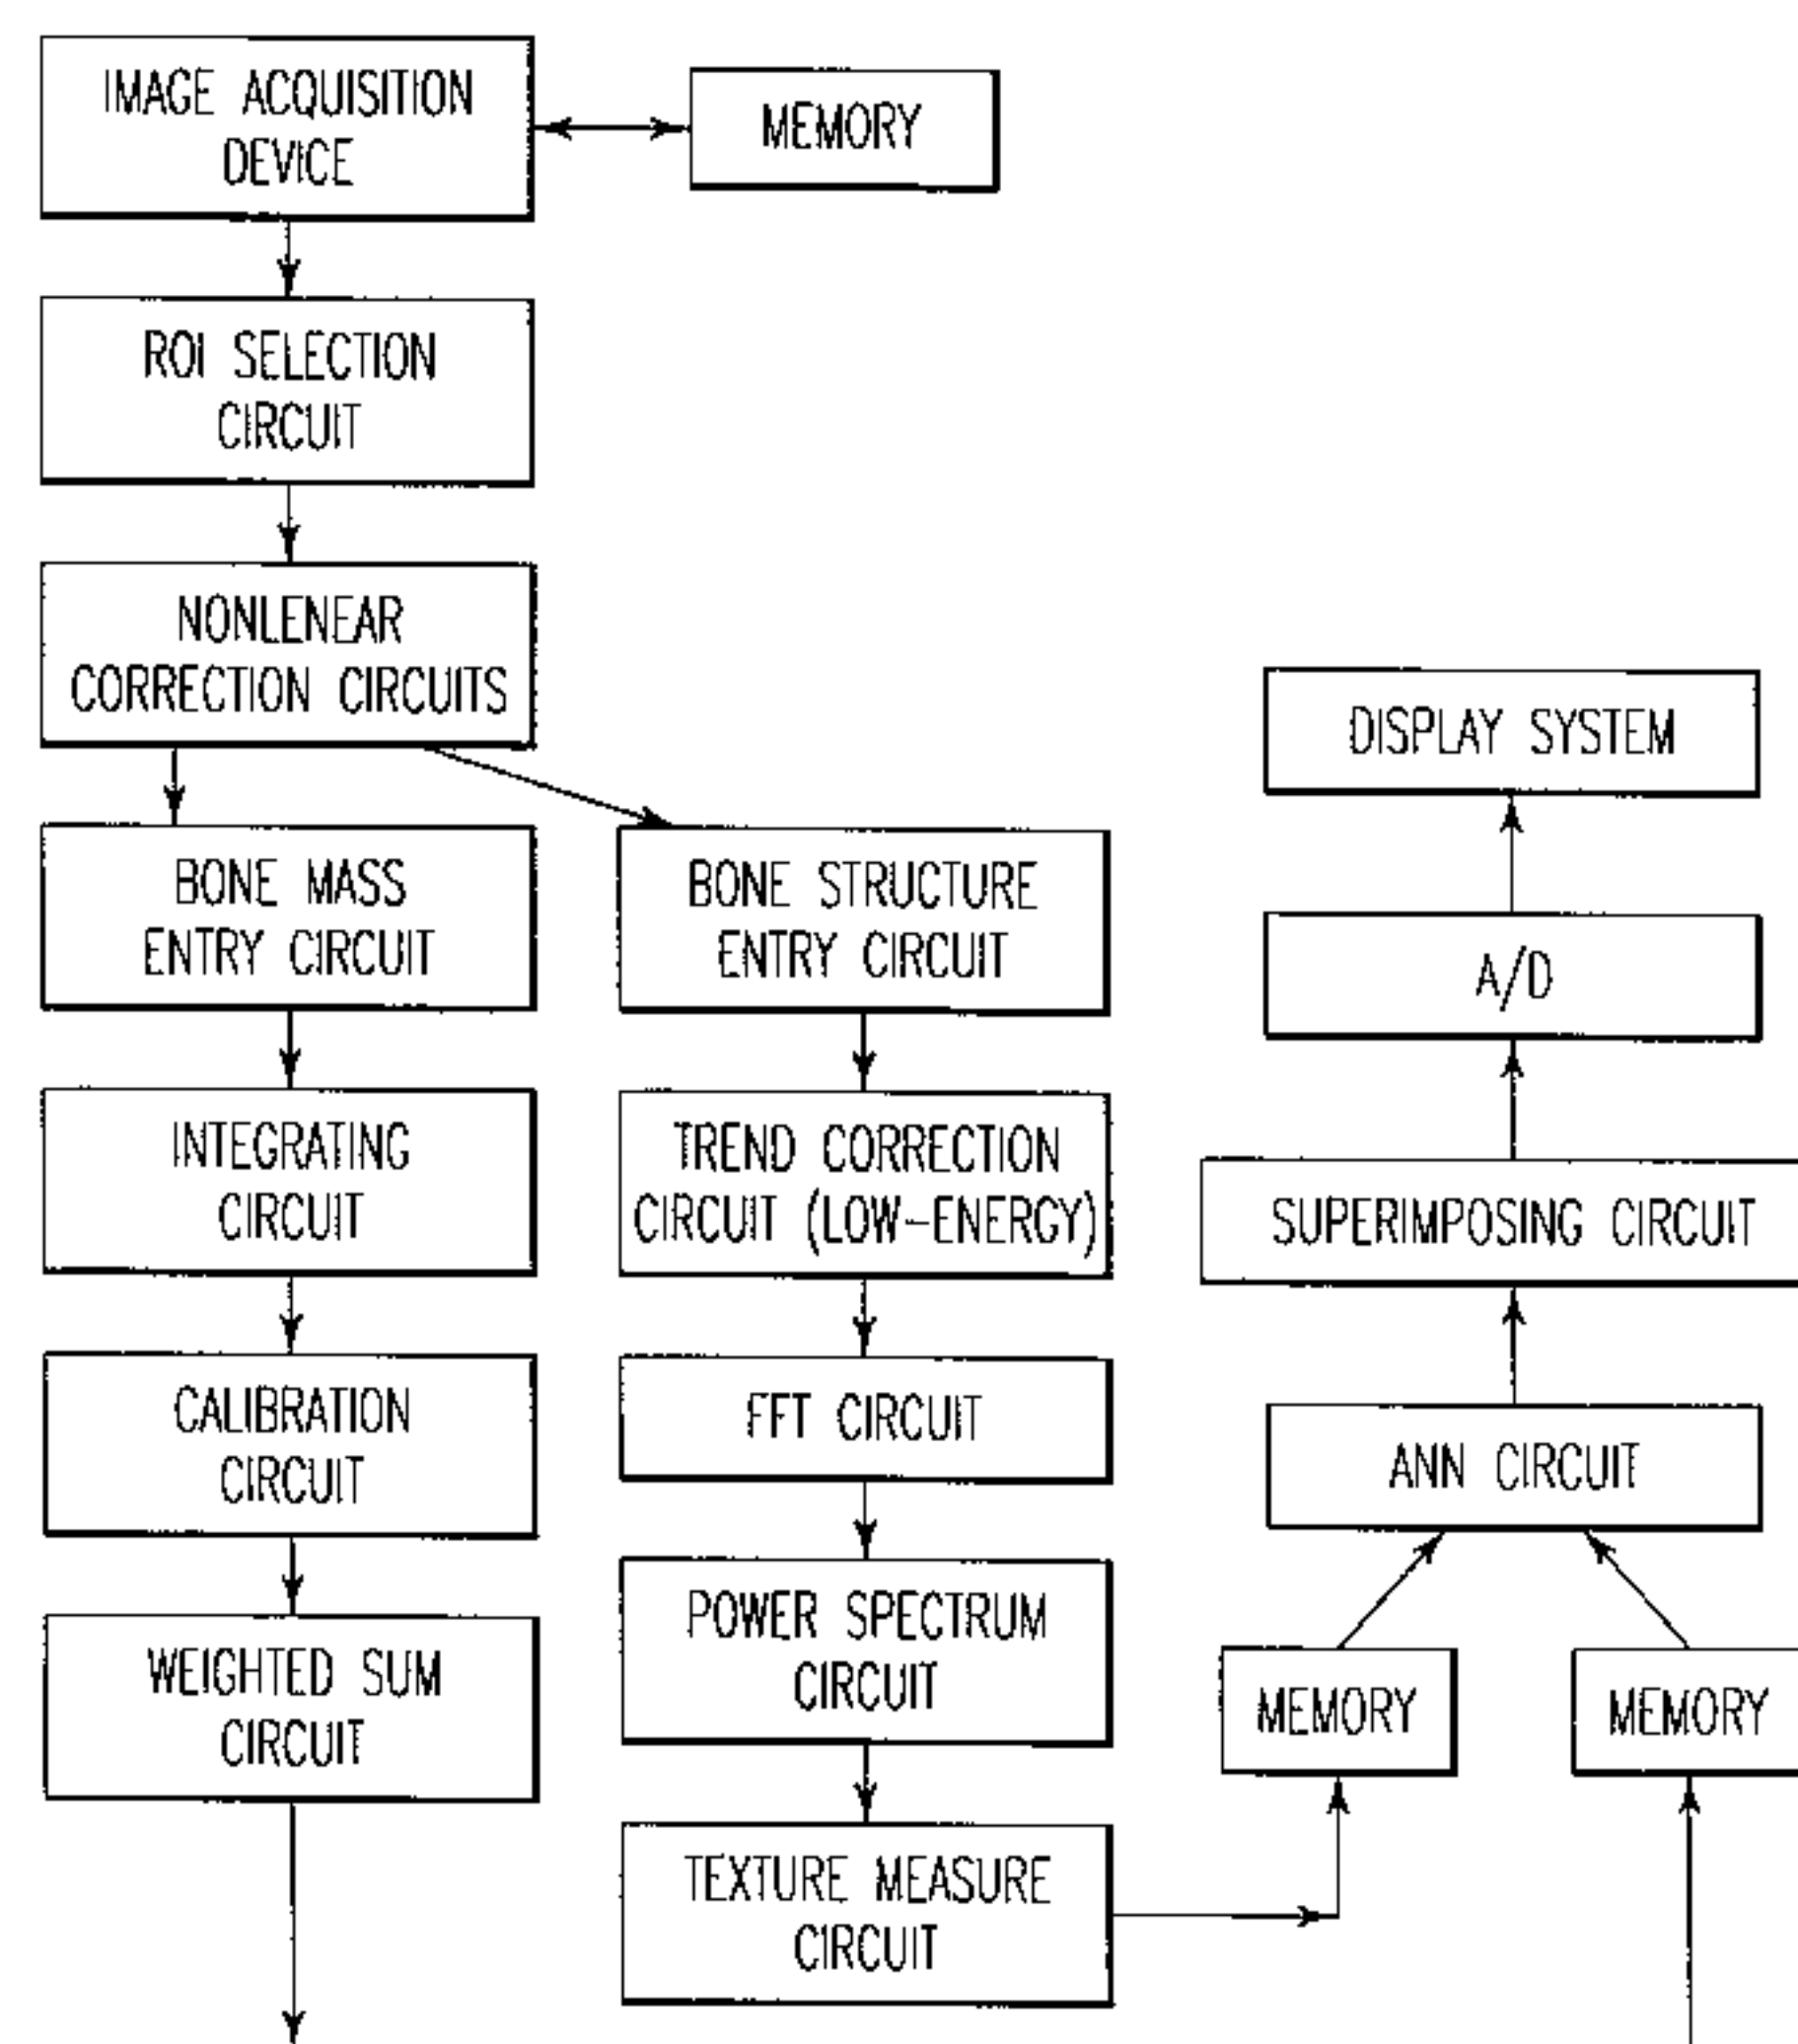 IMAGE ACQUISITION
DEVICE
MEMORY
ROI SELECTION
CIRCUIT
NONLENEAR
CORRECTION CIRCUITS
BONE MASS
ENTRY CIRCUIT
INTEGRATING
CIRCUIT
CALIBRATION
CIRCUIT
WEIGHTED SUM
CIRCUIT
BONE STRUCTURE
ENTRY CIRCUIT
TREND CORRECTION
CIRCUIT (LOW-ENERGY)
FFT CIRCUIT
POWER SPECTRUM
CIRCUIT
TEXTURE MEASURE
CIRCUIT
DISPLAY SYSTEM
A/D
SUPERIMPOSING CIRCUIT
ANN CIRCUIT
MEMORY
MEMORY